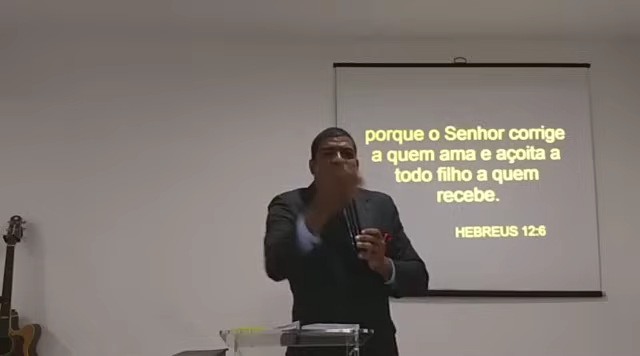 porque o Senhor corrige
a quem ama e açoita a
todo filho a quem
recebe.
HEBREUS 12:6